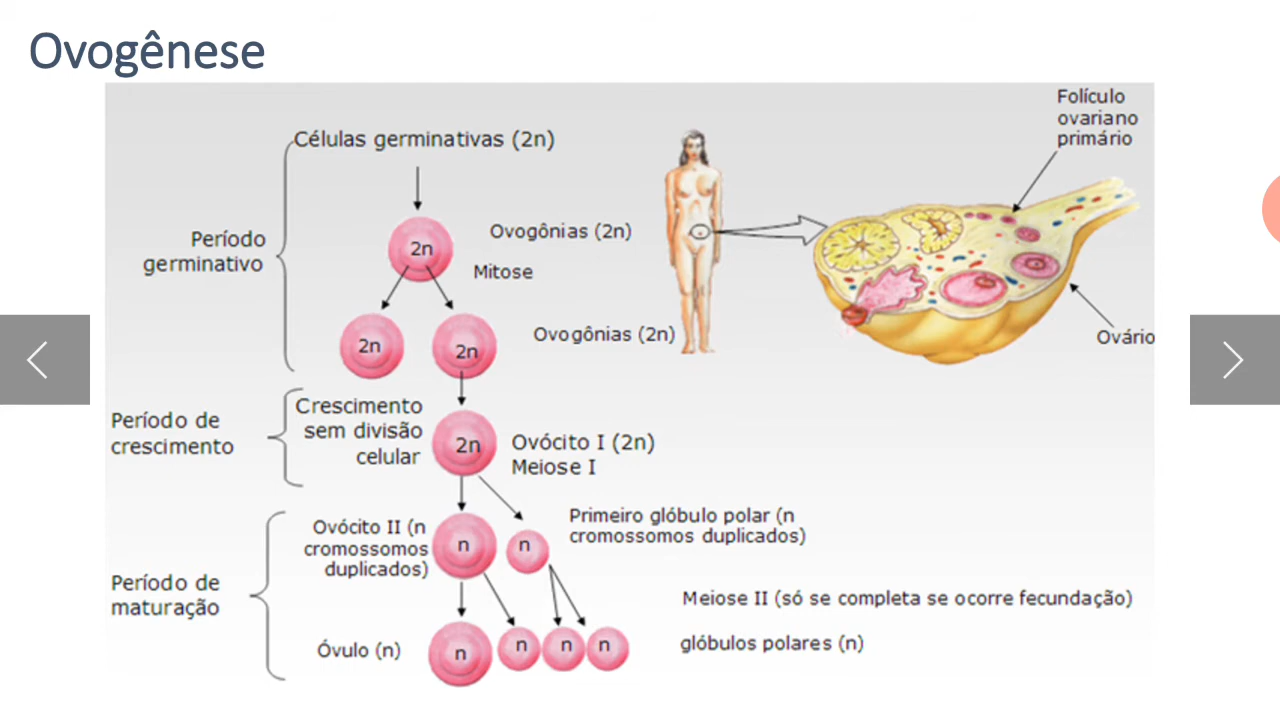 Ovogênese
Células germinativas (2n)
Folículo
ovariano
primário
Período
germinativo
2n
Ovogônias (2n)
Mitose
2n
2n
Ovogônias (2n)
Ovário
Período de
crescimento
Crescimento
sem divisão
celular
2n
Ovócito I (2n)
Meiose I
Ovócito II (n
cromossomos
duplicados)
n
n
Primeiro glóbulo polar (n
cromossomos duplicados)
Período de
maturação
Meiose II (só se completa se ocorre fecundação)
Óvulo (n)
n
n
n
n
glóbulos polares (n)